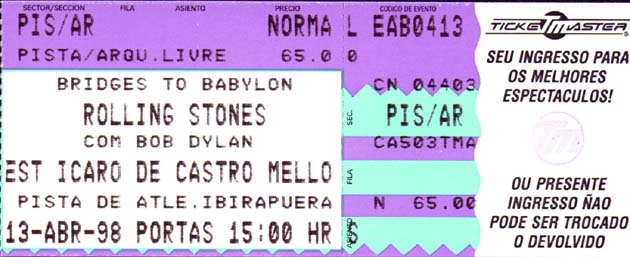 SECTOR/SECCION FILA ASIENTO PRECIO CODIGO DE EVENTO
PIS/AR NORMA L EAB0413
PISTA/ARQU.LIVRE 65.0 0
BRIDGES TO BABYLON CN 04403
ROLLING STONES
COM BOB DYLAN
EST ICARO DE CASTRO MELLO
PISTA DE ATLE.IBIRAPUERA
13-ABR-98 PORTAS 15:00 HR S
SEC.
PIS/AR
CA503TMA
FILA
N 65.00
ASIENTO
TICKETMASTER
SEU INGRESSO PARA
OS MELHORES
ESPECTACULOS!
OU PRESENTE
INGRESSO ÑAO
PODE SER TROCADO
O DEVOLVIDO